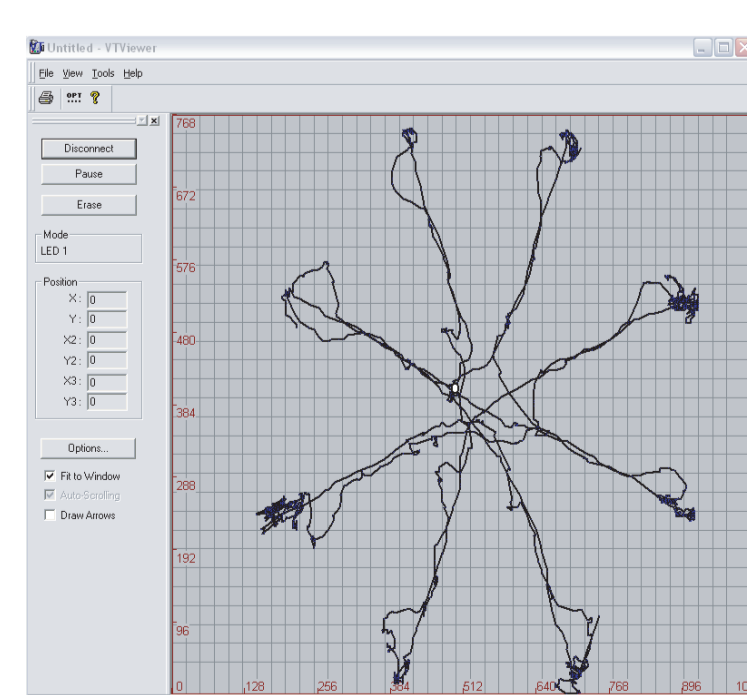 Untitled - VTViewer
File View Tools Help
OPT
Disconnect
Pause
Erase
Mode
LED 1
Position
X: 0
Y: 0
X2: 0
Y2: 0
X3: 0
Y3: 0
Options...
Fit to Window
Auto-Scrolling
Draw Arrows
768
672
576
480
384
288
192
96
0 128 256 384 512 640 768 896 10